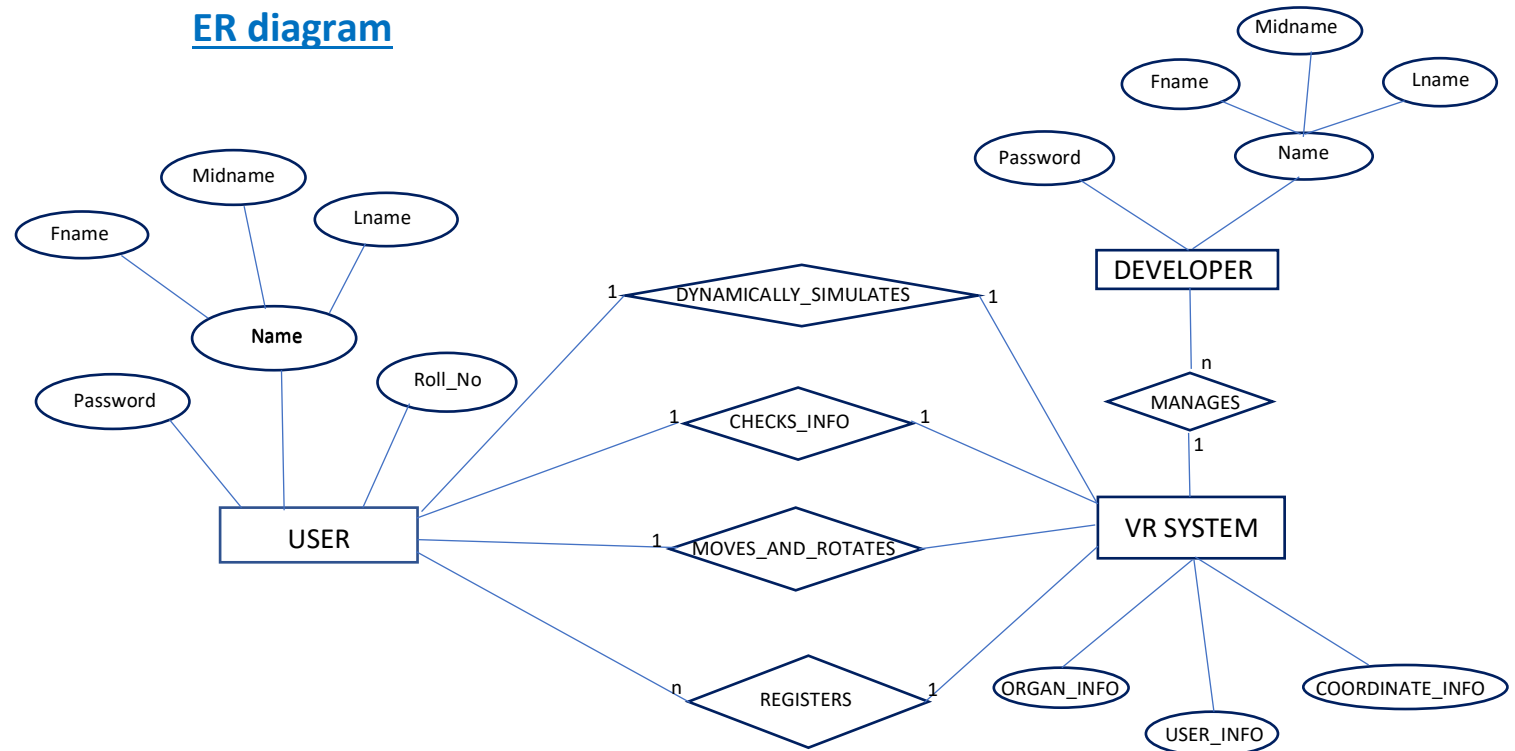 ER diagram
Midname
Fname
Lname
Password
Name
Midname
Lname
Fname
DEVELOPER
1
DYNAMICALLY_SIMULATES
1
Name
n
Roll_No
Password
MANAGES
1
CHECKS_INFO
1
1
USER
VR SYSTEM
1
MOVES_AND_ROTATES
n
REGISTERS
1
ORGAN_INFO
COORDINATE_INFO
USER_INFO